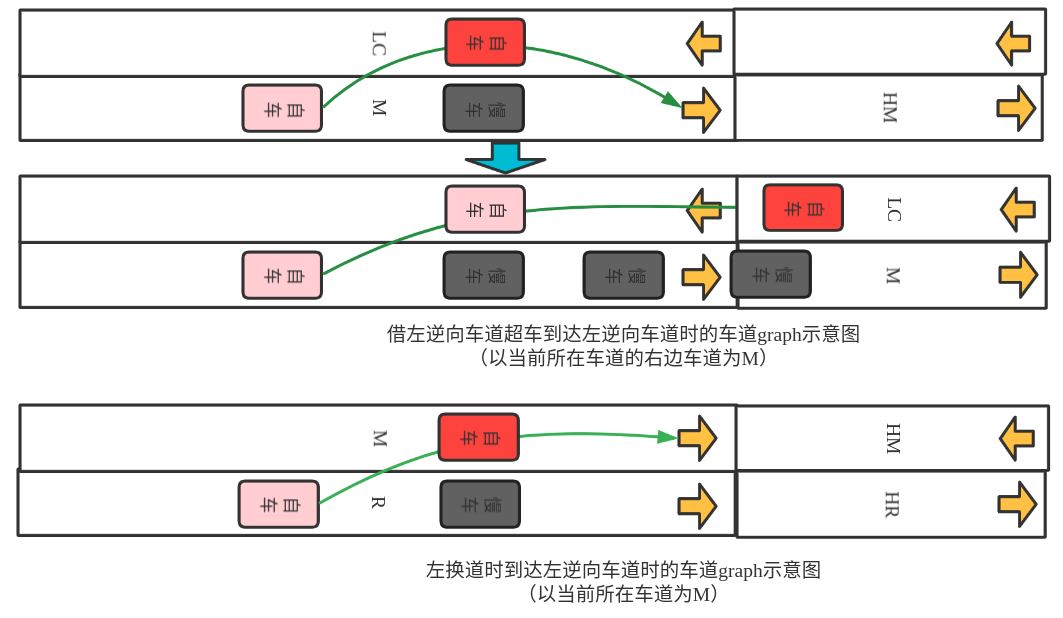 LC
自车
自车
M
慢车
HM
自车
自车
LC
自车
慢车
慢车
慢车
M
借左逆向车道超车到达左逆向车道时的车道graph示意图
（以当前所在车道的右边车道为M）
M
自车
HM
自车
R
慢车
HR
左换道时到达左逆向车道时的车道graph示意图
（以当前所在车道为M）